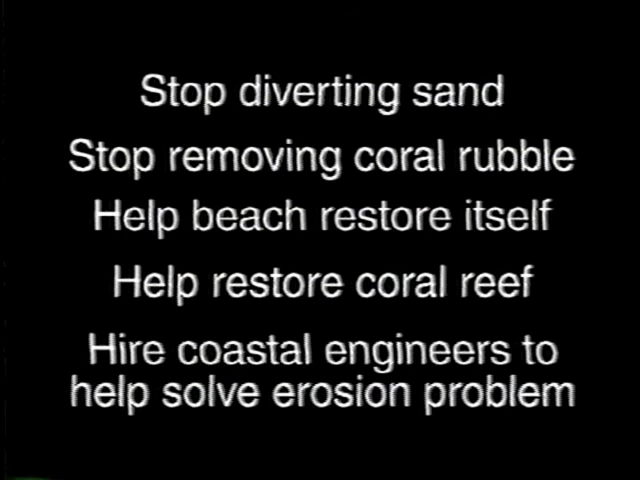 Stop diverting sand
Stop removing coral rubble
Help beach restore itself
Help restore coral reef
Hire coastal engineers to
help solve erosion problem